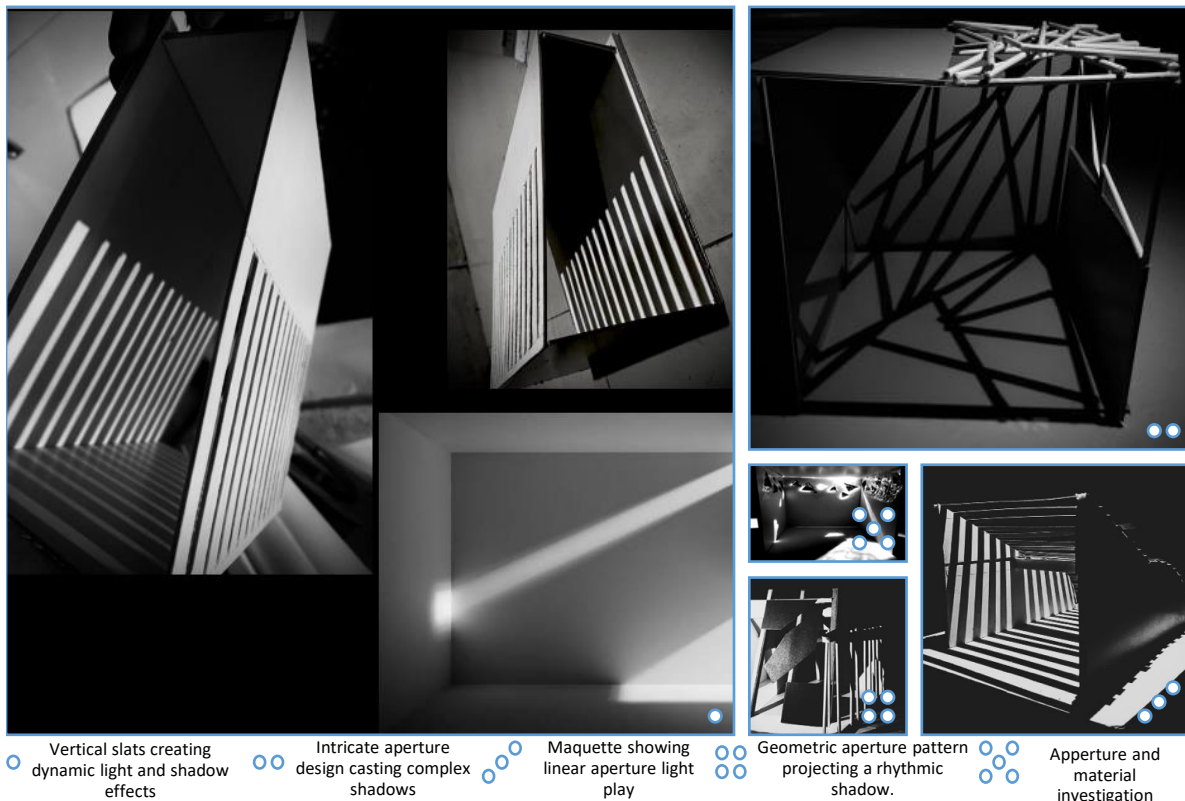 Vertical slats creating
dynamic light and shadow
effects
Intricate aperture
design casting complex
shadows
Maquette showing
linear aperture light
play
Geometric aperture pattern
projecting a rhythmic
shadow.
Apperture and
material
investigation